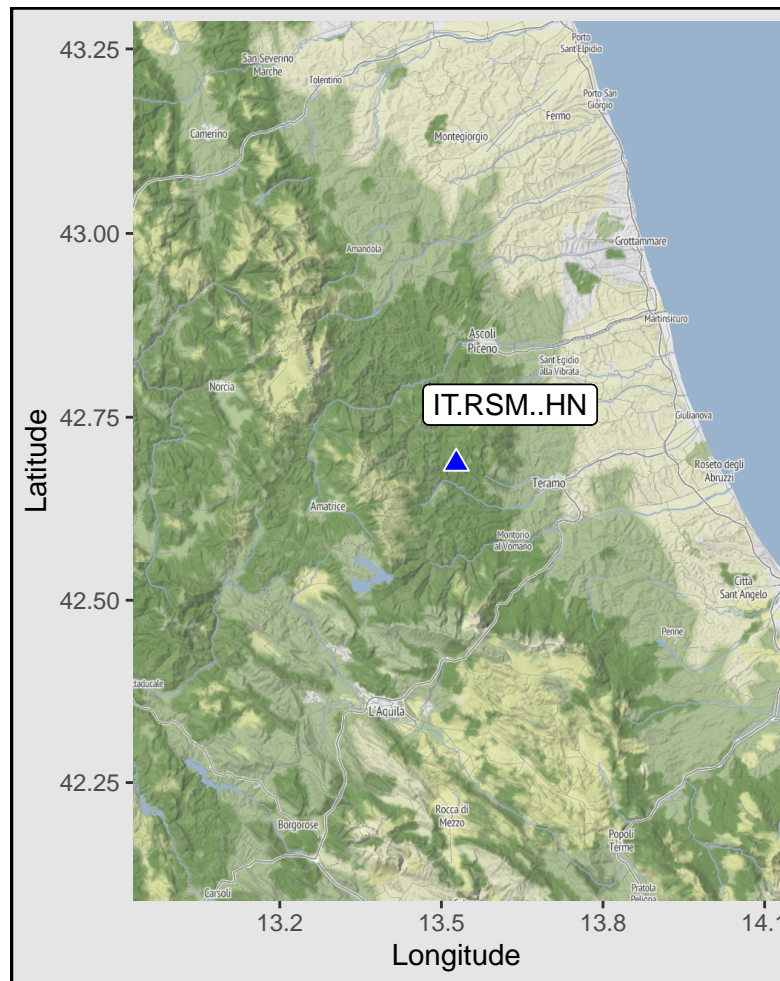 43.25
43.00
42.75
42.50
42.25
Latitude
Porto
Sant'Elpidio
San Severino
Marche
Tolentino
Porto San
Giorgio
Camerino
Montegiorgio
Fermo
Amandola
Grottammare
Martinsicuro
Ascoli
Piceno
Sant'Egidio
alla Vibrata
Norcia
IT.RSM..HN
Giulianova
Roseto degli
Abruzzi
Teramo
Amatrice
Montorio
al Vomano
Città
Sant'Angelo
Penne
ttaducale
L'Aquila
Rocca di
Mezzo
Borgorose
Popoli
Terme
Carsoli
Pratola
Peligna
13.2
13.5
13.8
14.1
Longitude